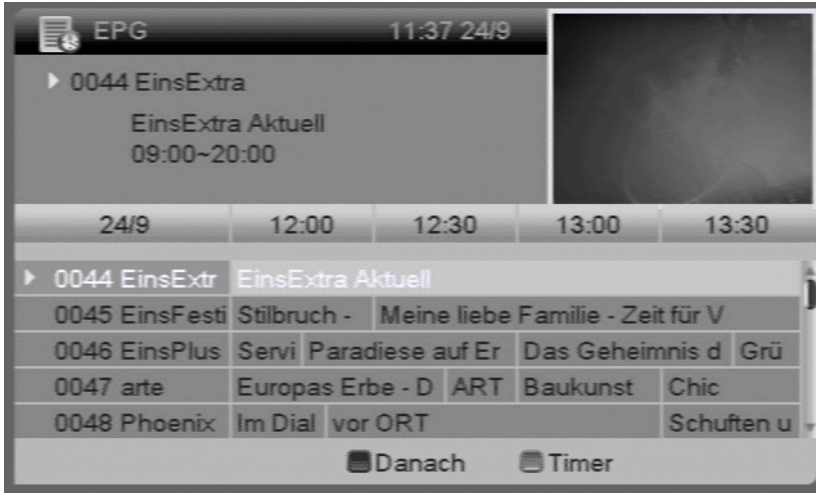 EPG 11:37 24/9
0044 EinsExtra
EinsExtra Aktuell
09:00~20:00
24/9 12:00 12:30 13:00 13:30
0044 EinsExtr EinsExtra Aktuell
0045 EinsFesti Stilbruch - Meine liebe Familie - Zeit für V
0046 EinsPlus Servi Paradiese auf Er Das Geheimnis d Grü
0047 arte Europas Erbe - D ART Baukunst Chic
0048 Phoenix Im Dial vor ORT Schuften u
Danach Timer